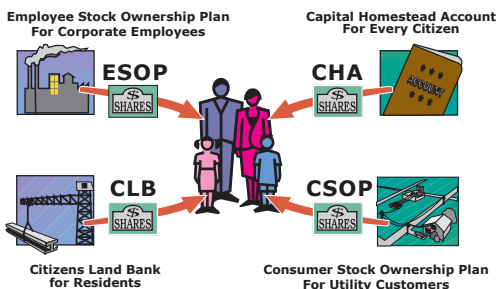 Employee Stock Ownership Plan
For Corporate Employees
Capital Homestead Account
For Every Citizen
ESOP
$
SHARES
CHA
$
SHARES
ACCOUNT
CLB
$
SHARES
CSOP
$
SHARES
Citizens Land Bank
for Residents
Consumer Stock Ownership Plan
For Utility Customers